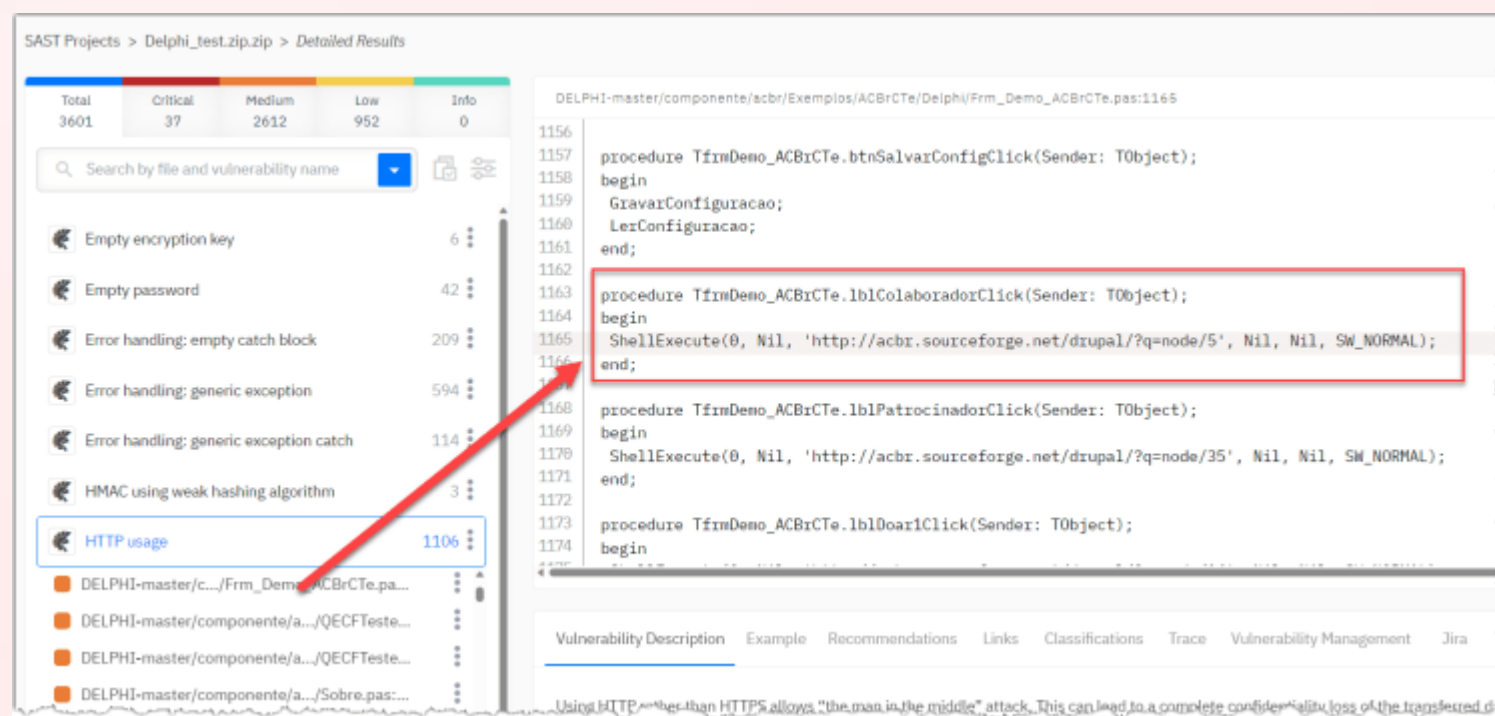 SAST Projects > Delphi_test.zip.zip > Detailed Results
Total Critical Medium Low Info
3601 37 2612 952 0
Search by file and vulnerability name
Empty encryption key 6
Empty password 42
Error handling: empty catch block 209
Error handling: generic exception 594
Error handling: generic exception catch 114
HMAC using weak hashing algorithm 3
HTTP usage 1106
DELPHI-master/c.../Frm_Demo_ACBrCTe.pa...
DELPHI-master/componente/a.../QECFTeste...
DELPHI-master/componente/a.../QECFTeste...
DELPHI-master/componente/a.../Sobre.pas:...
DELPHI-master/componente/acbr/Exemplos/ACBrCTe/Delphi/Frm_Demo_ACBrCTe.pas:1165
1156
1157 procedure TfrmDemo_ACBrCTe.btnSalvarConfigClick(Sender: TObject);
1158 begin
1159 GravarConfiguracao;
1160 LerConfiguracao;
1161 end;
1162
1163 procedure TfrmDemo_ACBrCTe.lblColaboradorClick(Sender: TObject);
1164 begin
1165 ShellExecute(0, Nil, 'http://acbr.sourceforge.net/drupal/?q=node/5', Nil, Nil, SW_NORMAL);
1166 end;
1168 procedure TfrmDemo_ACBrCTe.lblPatrocinadorClick(Sender: TObject);
1169 begin
1170 ShellExecute(0, Nil, 'http://acbr.sourceforge.net/drupal/?q=node/35', Nil, Nil, SW_NORMAL);
1171 end;
1172
1173 procedure TfrmDemo_ACBrCTe.lblDoar1Click(Sender: TObject);
1174 begin
Vulnerability Description Example Recommendations Links Classifications Trace Vulnerability Management Jira
Using HTTP rather than HTTPS allows "the man in the middle" attack. This can lead to a complete confidentiality loss of the transferred d